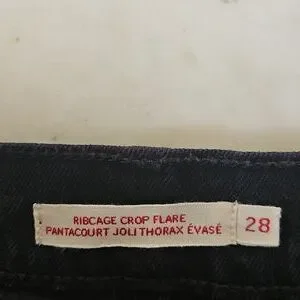 RIBCAGE CROP FLARE
PANTACOURT JOLI THORAX ÉVASÉ
28